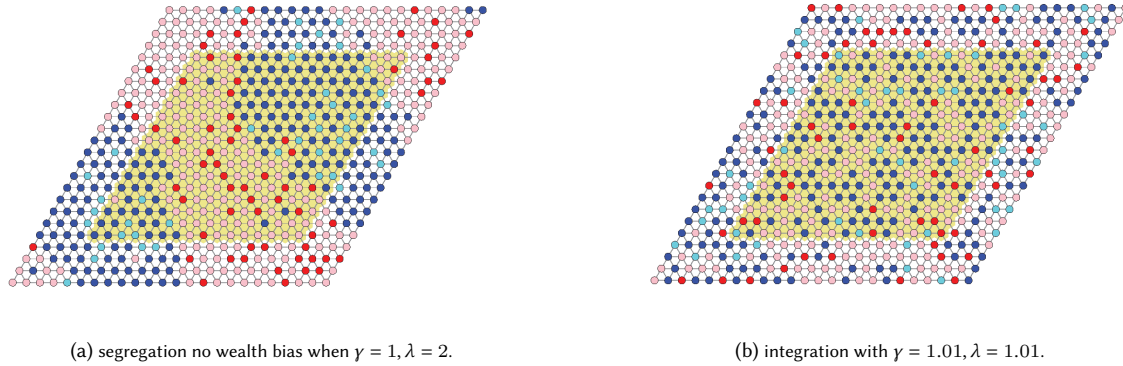 (a) segregation no wealth bias when γ = 1, λ = 2.
(b) integration with γ = 1.01, λ = 1.01.